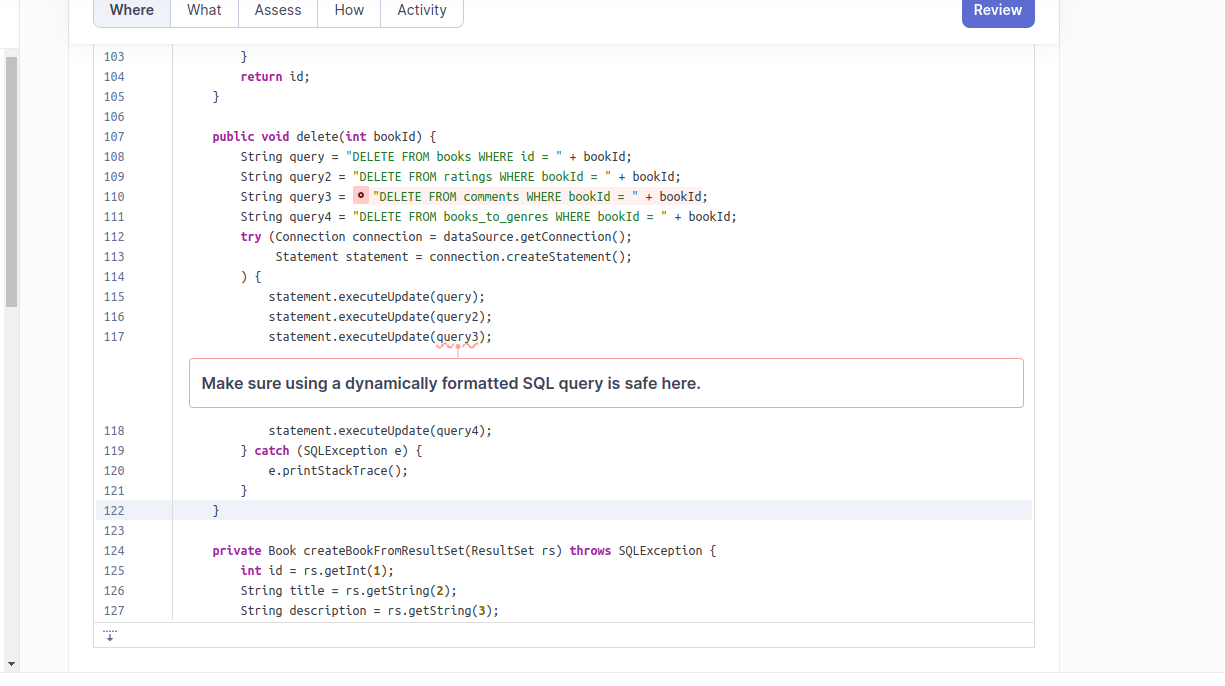 Where What Assess How Activity Review
103 }
104 return id;
105 }
106
107 public void delete(int bookId) {
108 String query = "DELETE FROM books WHERE id = " + bookId;
109 String query2 = "DELETE FROM ratings WHERE bookId = " + bookId;
110 String query3 = "DELETE FROM comments WHERE bookId = " + bookId;
111 String query4 = "DELETE FROM books_to_genres WHERE bookId = " + bookId;
112 try (Connection connection = dataSource.getConnection();
113 Statement statement = connection.createStatement();
114 ) {
115 statement.executeUpdate(query);
116 statement.executeUpdate(query2);
117 statement.executeUpdate(query3);
Make sure using a dynamically formatted SQL query is safe here.
118 statement.executeUpdate(query4);
119 } catch (SQLException e) {
120 e.printStackTrace();
121 }
122 }
123
124 private Book createBookFromResultSet(ResultSet rs) throws SQLException {
125 int id = rs.getInt(1);
126 String title = rs.getString(2);
127 String description = rs.getString(3);